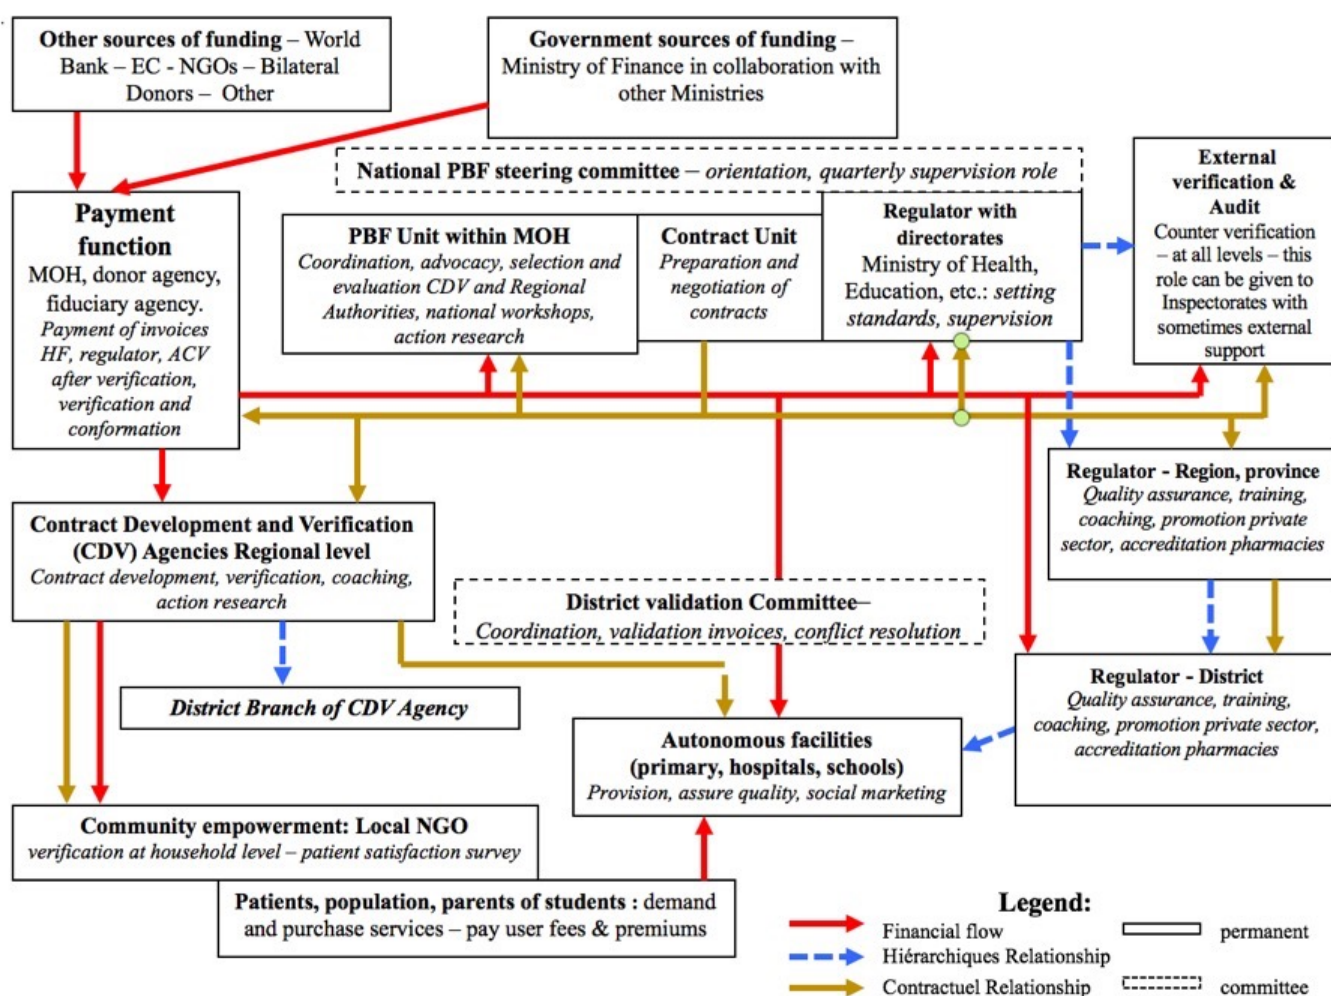 Other sources of funding – World
Bank – EC - NGOs – Bilateral
Donors – Other
Government sources of funding –
Ministry of Finance in collaboration with
other Ministries
National PBF steering committee – orientation, quarterly supervision role
External
verification &
Audit
Counter verification
– at all levels – this
role can be given to
Inspectorates with
sometimes external
support
Payment
function
MOH, donor agency,
fiduciary agency.
Payment of invoices
HF, regulator, ACV
after verification,
verification and
conformation
PBF Unit within MOH
Coordination, advocacy, selection and
evaluation CDV and Regional
Authorities, national workshops,
action research
Contract Unit
Preparation and
negotiation of
contracts
Regulator with
directorates
Ministry of Health,
Education, etc.: setting
standards, supervision
Regulator - Region, province
Quality assurance, training,
coaching, promotion private
sector, accreditation pharmacies
Contract Development and Verification
(CDV) Agencies Regional level
Contract development, verification, coaching,
action research
District validation Committee–
Coordination, validation invoices, conflict resolution
Regulator - District
Quality assurance, training,
coaching, promotion private sector,
accreditation pharmacies
District Branch of CDV Agency
Autonomous facilities
(primary, hospitals, schools)
Provision, assure quality, social marketing
Community empowerment: Local NGO
verification at household level – patient satisfaction survey
Patients, population, parents of students : demand
and purchase services – pay user fees & premiums
Legend:
Financial flow
permanent
Hiérarchiques Relationship
Contractuel Relationship
committee